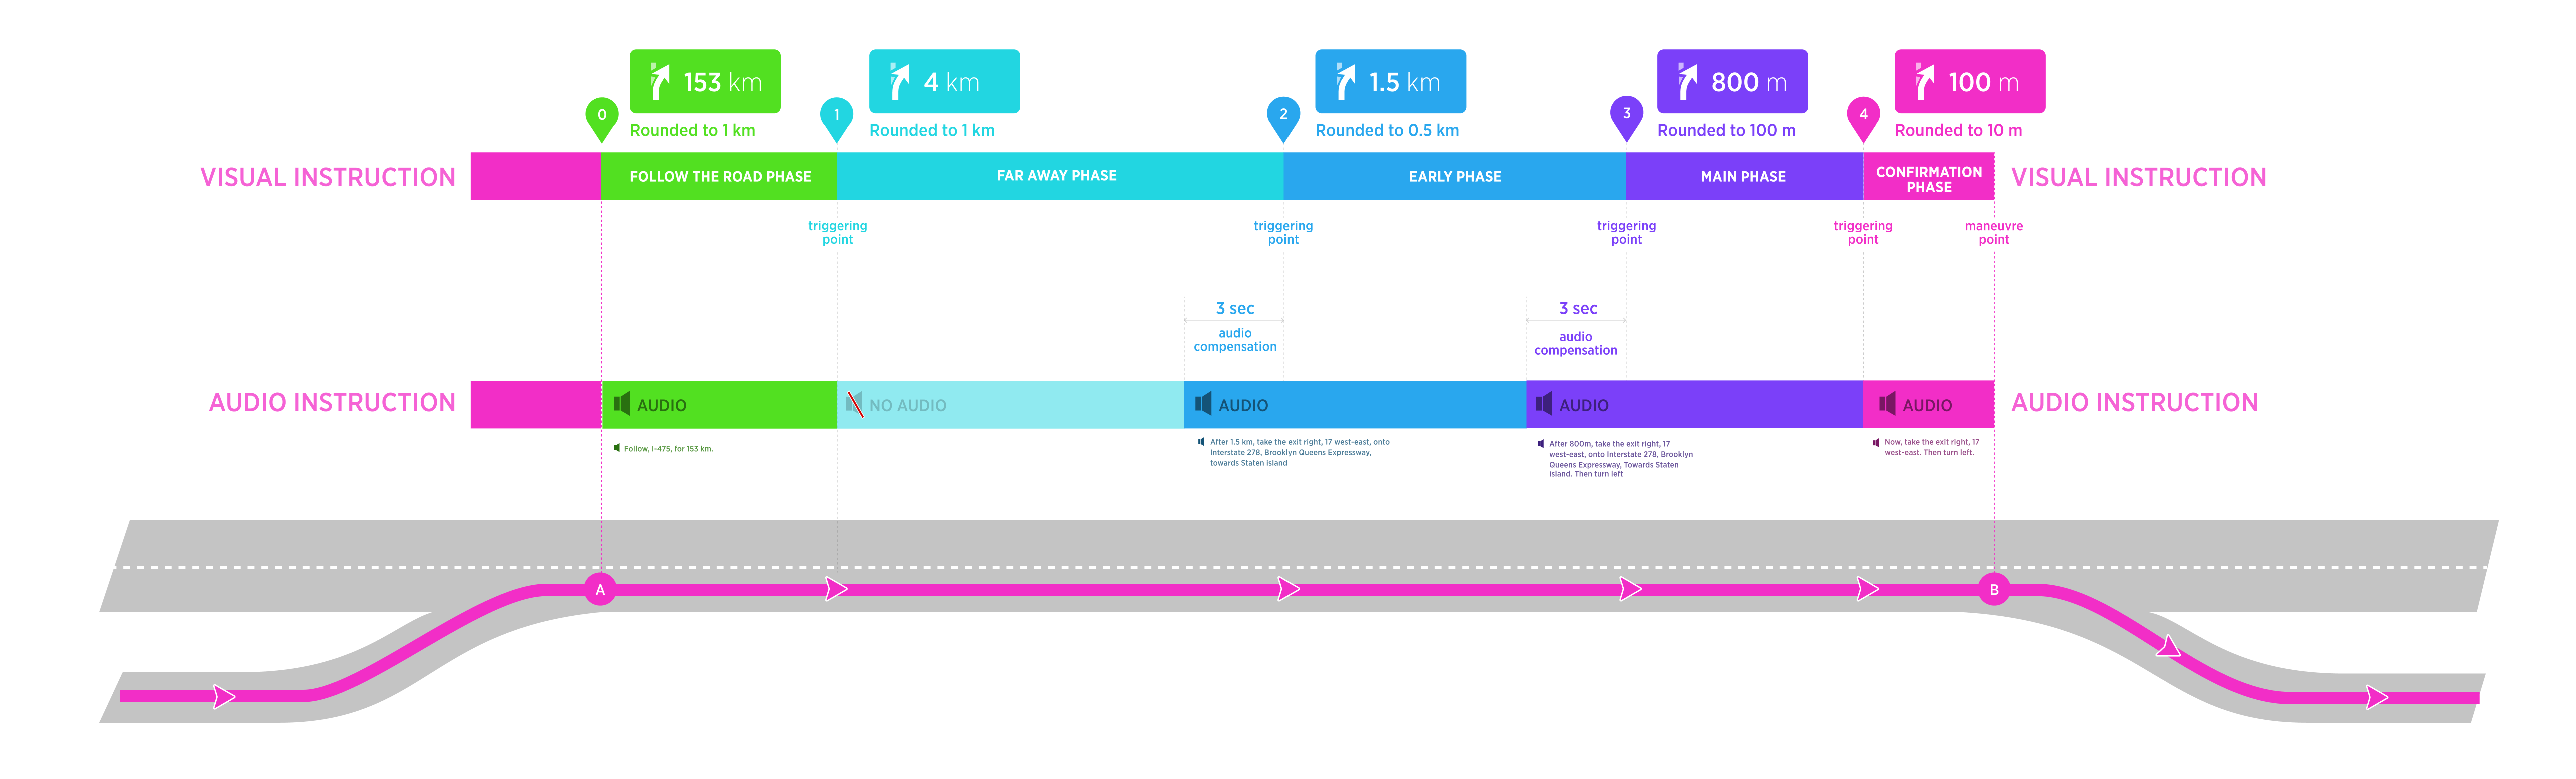 153 km
4 km
1.5 km
800 m
100 m
0
1
2
3
4
Rounded to 1 km
Rounded to 1 km
Rounded to 0.5 km
Rounded to 100 m
Rounded to 10 m
VISUAL INSTRUCTION
FOLLOW THE ROAD PHASE
FAR AWAY PHASE
EARLY PHASE
MAIN PHASE
CONFIRMATION
PHASE
VISUAL INSTRUCTION
triggering
point
triggering
point
triggering
point
triggering
point
maneuvre
point
3 sec
audio
compensation
3 sec
audio
compensation
AUDIO INSTRUCTION
AUDIO
NO AUDIO
AUDIO
AUDIO
AUDIO
AUDIO INSTRUCTION
Follow, I-475, for 153 km.
After 1.5 km, take the exit right, 17 west-east, onto
Interstate 278, Brooklyn Queens Expressway,
towards Staten island
After 800m, take the exit right, 17
west-east, onto Interstate 278, Brooklyn
Queens Expressway, Towards Staten
island. Then turn left
Now, take the exit right, 17
west-east. Then turn left.
A
B